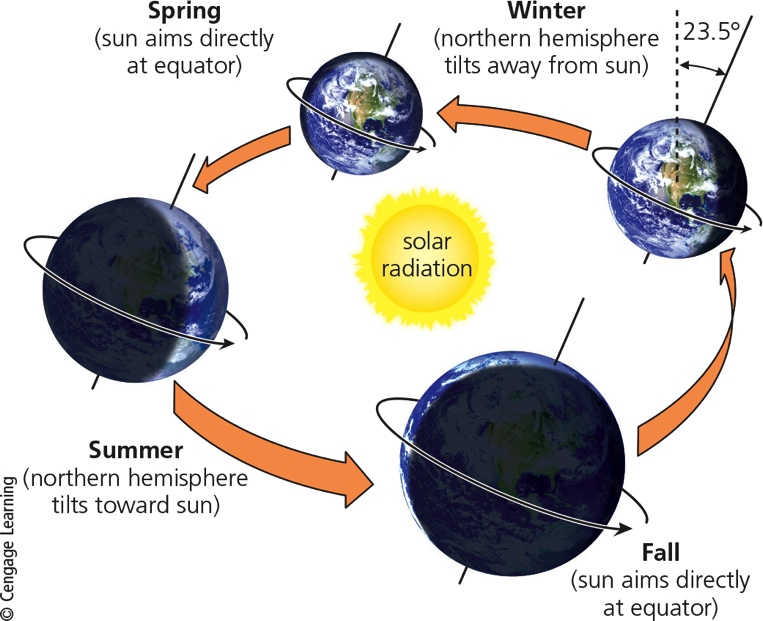 Spring
(sun aims directly
at equator)
Winter
(northern hemisphere
tilts away from sun)
23.5°
solar
radiation
Summer
(northern hemisphere
tilts toward sun)
Fall
(sun aims directly
at equator)
© Cengage Learning